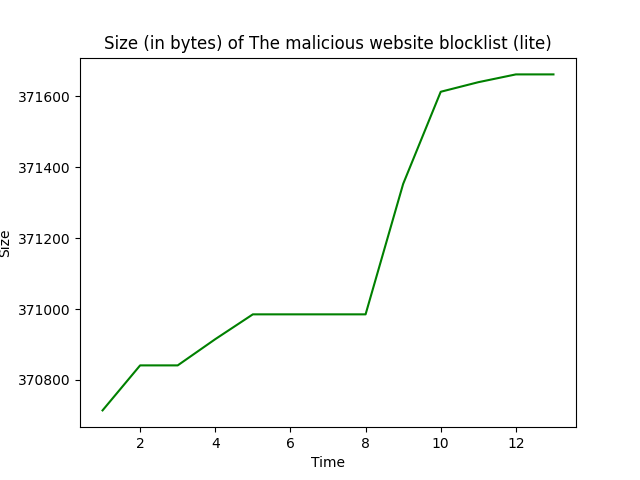 Size (in bytes) of The malicious website blocklist (lite)
371600
371400
371200
371000
370800
Size
2 4 6 8 10 12
Time